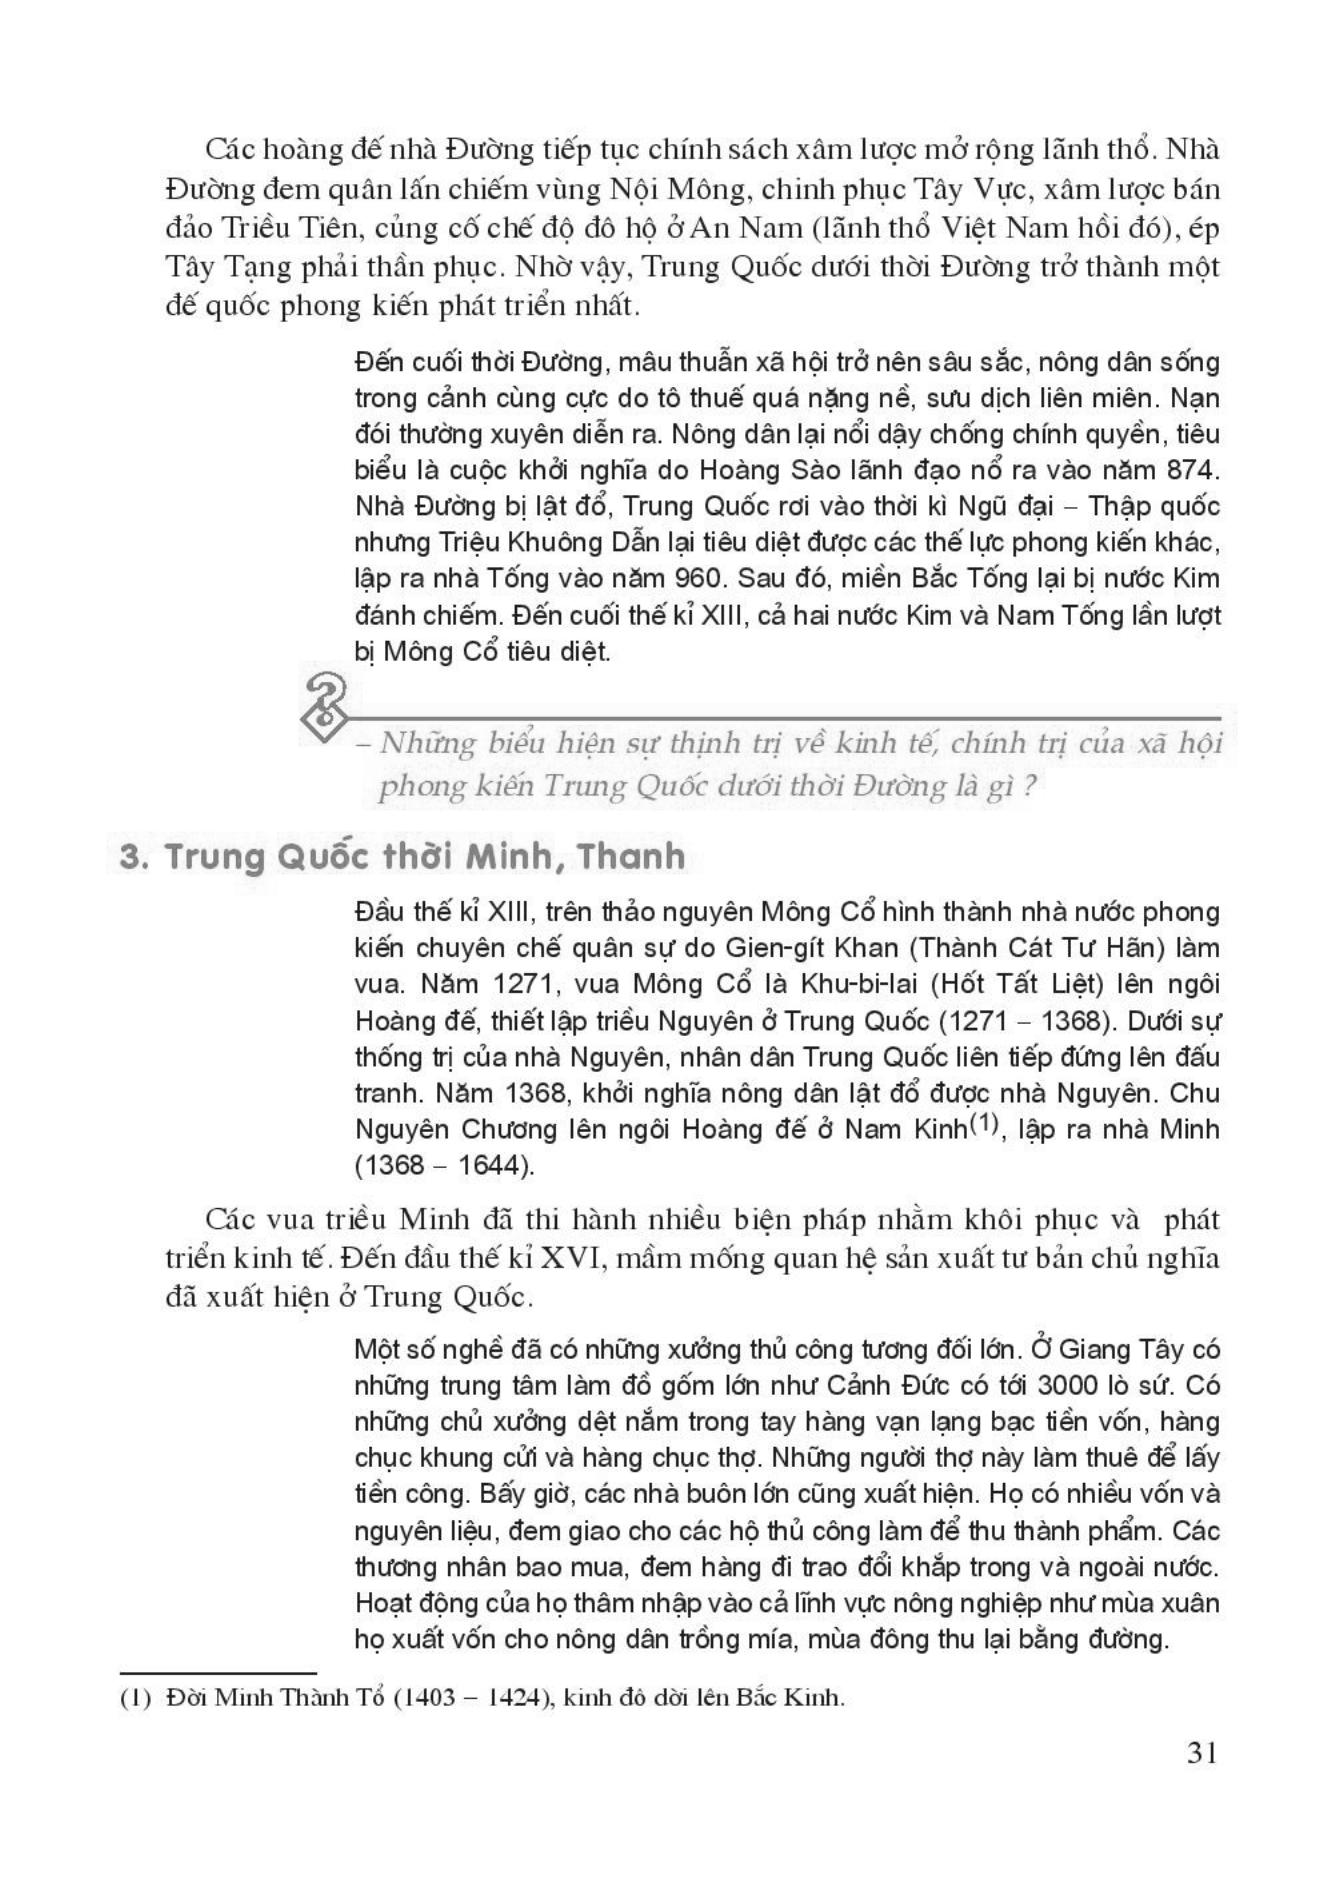 Các hoàng đế nhà Đường tiếp tục chính sách xâm lược mở rộng lãnh thổ. Nhà
Đường đem quân lấn chiếm vùng Nội Mông, chinh phục Tây Vực, xâm lược bán
đảo Triều Tiên, củng cố chế độ đô hộ ở An Nam (lãnh thổ Việt Nam hồi đó), ép
Tây Tạng phải thần phục. Nhờ vậy, Trung Quốc dưới thời Đường trở thành một
đế quốc phong kiến phát triển nhất.
Đến cuối thời Đường, mâu thuẫn xã hội trở nên sâu sắc, nông dân sống
trong cảnh cùng cực do tô thuế quá nặng nề, sưu dịch liên miên. Nạn
đói thường xuyên diễn ra. Nông dân lại nổi dậy chống chính quyền, tiêu
biểu là cuộc khởi nghĩa do Hoàng Sào lãnh đạo nổ ra vào năm 874.
Nhà Đường bị lật đổ, Trung Quốc rơi vào thời kì Ngũ đại – Thập quốc
nhưng Triệu Khuông Dẫn lại tiêu diệt được các thế lực phong kiến khác,
lập ra nhà Tống vào năm 960. Sau đó, miền Bắc Tống lại bị nước Kim
đánh chiếm. Đến cuối thế kỉ XIII, cả hai nước Kim và Nam Tống lần lượt
bị Mông Cổ tiêu diệt.
– Những biểu hiện sự thịnh trị về kinh tế, chính trị của xã hội
phong kiến Trung Quốc dưới thời Đường là gì ?
3. Trung Quốc thời Minh, Thanh
Đầu thế kỉ XIII, trên thảo nguyên Mông Cổ hình thành nhà nước phong
kiến chuyên chế quân sự do Gien-gít Khan (Thành Cát Tư Hãn) làm
vua. Năm 1271, vua Mông Cổ là Khu-bi-lai (Hốt Tất Liệt) lên ngôi
Hoàng đế, thiết lập triều Nguyên ở Trung Quốc (1271 – 1368). Dưới sự
thống trị của nhà Nguyên, nhân dân Trung Quốc liên tiếp đứng lên đấu
tranh. Năm 1368, khởi nghĩa nông dân lật đổ được nhà Nguyên. Chu
Nguyên Chương lên ngôi Hoàng đế ở Nam Kinh(1), lập ra nhà Minh
(1368 – 1644).
Các vua triều Minh đã thi hành nhiều biện pháp nhằm khôi phục và phát
triển kinh tế. Đến đầu thế kỉ XVI, mầm mống quan hệ sản xuất tư bản chủ nghĩa
đã xuất hiện ở Trung Quốc.
Một số nghề đã có những xưởng thủ công tương đối lớn. Ở Giang Tây có
những trung tâm làm đồ gốm lớn như Cảnh Đức có tới 3000 lò sứ. Có
những chủ xưởng dệt nắm trong tay hàng vạn lạng bạc tiền vốn, hàng
chục khung cửi và hàng chục thợ. Những người thợ này làm thuê để lấy
tiền công. Bấy giờ, các nhà buôn lớn cũng xuất hiện. Họ có nhiều vốn và
nguyên liệu, đem giao cho các hộ thủ công làm để thu thành phẩm. Các
thương nhân bao mua, đem hàng đi trao đổi khắp trong và ngoài nước.
Hoạt động của họ thâm nhập vào cả lĩnh vực nông nghiệp như mùa xuân
họ xuất vốn cho nông dân trồng mía, mùa đông thu lại bằng đường.
(1) Đời Minh Thành Tổ (1403 – 1424), kinh đô dời lên Bắc Kinh.
31